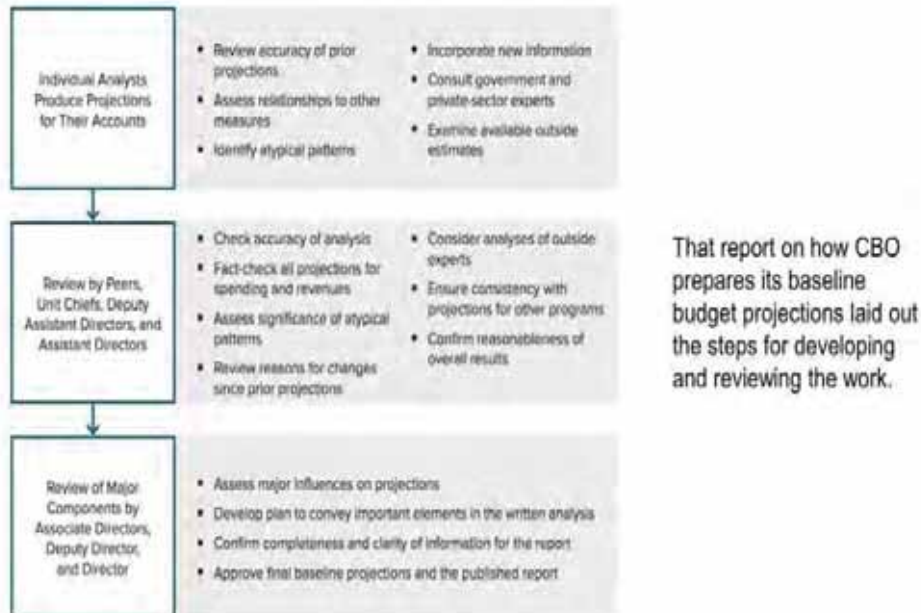 Individual Analysts
Produce Projections
for Their Accounts
• Review accuracy of prior
projections
• Assess relationships to other
measures
• Identify atypical patterns
• Incorporate new information
• Consult government and
private-sector experts
• Examine available outside
estimates
Review by Peers,
Unit Chiefs, Deputy
Assistant Directors, and
Assistant Directors
• Check accuracy of analysis
• Fact-check all projections for
spending and revenues
• Assess significance of atypical
patterns
• Review reasons for changes
since prior projections
• Consider analyses of outside
experts
• Ensure consistency with
projections for other programs
• Confirm reasonableness of
overall results
Review of Major
Components by
Associate Directors,
Deputy Director,
and Director
• Assess major influences on projections
• Develop plan to convey important elements in the written analysis
• Confirm completeness and clarity of information for the report
• Approve final baseline projections and the published report
That report on how CBO
prepares its baseline
budget projections laid out
the steps for developing
and reviewing the work.